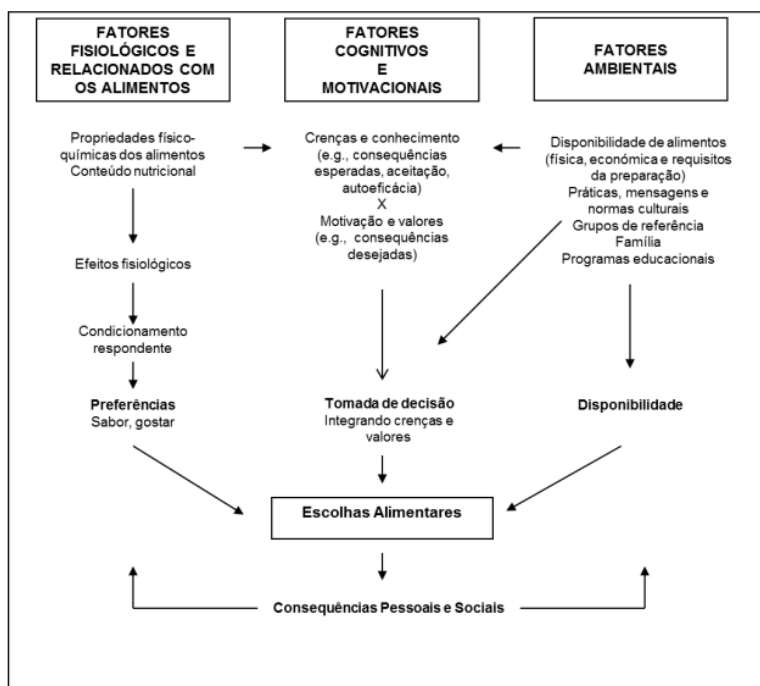 FATORES
FISIOLÓGICOS E
RELACIONADOS COM
OS ALIMENTOS
FATORES
COGNITIVOS
E
MOTIVACIONAIS
FATORES
AMBIENTAIS
Propriedades físico-
químicas dos alimentos
Conteúdo nutricional
Crenças e conhecimento
(e.g., consequências
esperadas, aceitação,
autoeficácia)
X
Motivação e valores
(e.g., consequências
desejadas)
Disponibilidade de alimentos
(física, económica e requisitos
da preparação)
Práticas, mensagens e
normas culturais
Grupos de referência
Família
Programas educacionais
Efeitos fisiológicos
Condicionamento
respondente
Preferências
Sabor, gostar
Tomada de decisão
Integrando crenças e
valores
Disponibilidade
Escolhas Alimentares
Consequências Pessoais e Sociais